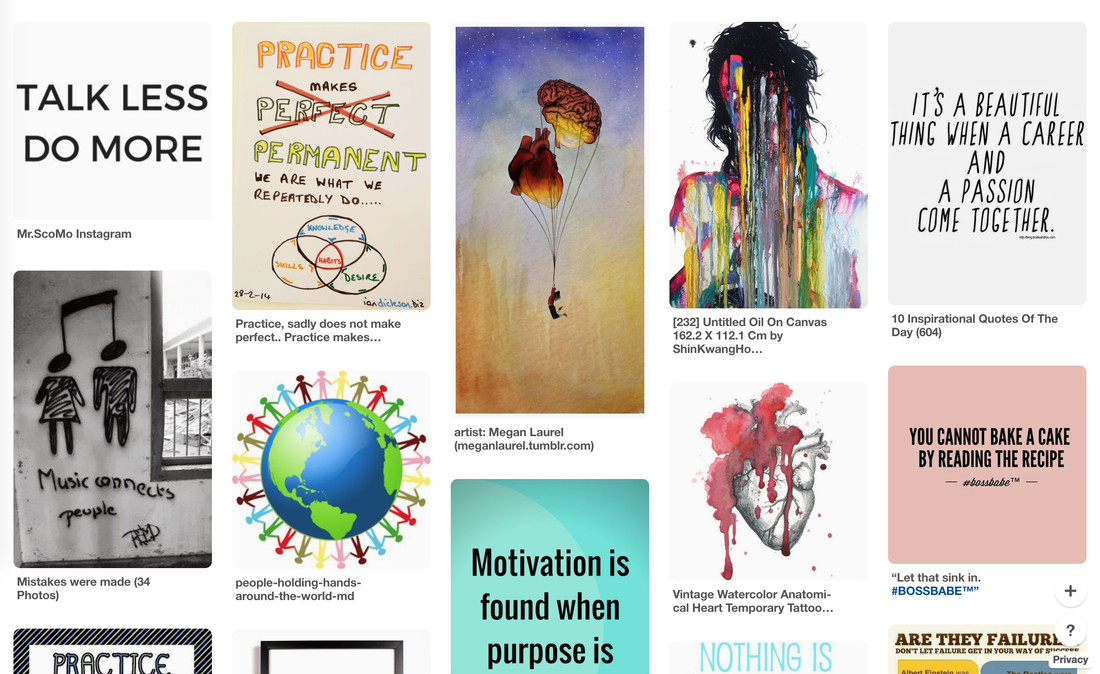 TALK LESS
DO MORE
Mr.ScoMo Instagram
Music connects
people
Mistakes were made (34
Photos)
PRACTICE
PRACTICE
MAKES
PERFECT
PERMANENT
WE ARE WHAT WE
REPEATEDLY DO.....
KNOWLEDGE
SKILLS
HABITS
DESIRE
28-2-14
iandickson.biz
Practice, sadly does not make
perfect.. Practice makes...
people-holding-hands-
around-the-world-md
artist: Megan Laurel
(meganlaurel.tumblr.com)
Motivation is
found when
purpose is
[232] Untitled Oil On Canvas
162.2 X 112.1 Cm by
ShinKwangHo...
Vintage Watercolor Anatomi-
cal Heart Temporary Tattoo...
NOTHING IS
IT'S A BEAUTIFUL
THING WHEN A CAREER
AND
A PASSION
COME TOGETHER.
10 Inspirational Quotes Of The
Day (604)
YOU CANNOT BAKE A CAKE
BY READING THE RECIPE
— #bossbabe™ —
“Let that sink in.
#BOSSBABE™”
+
?
Privacy
ARE THEY FAILURE
DON'T LET FAILURE GET IN YOUR WAY OF SUCCESS
Albert Einstein was
The Beatles were